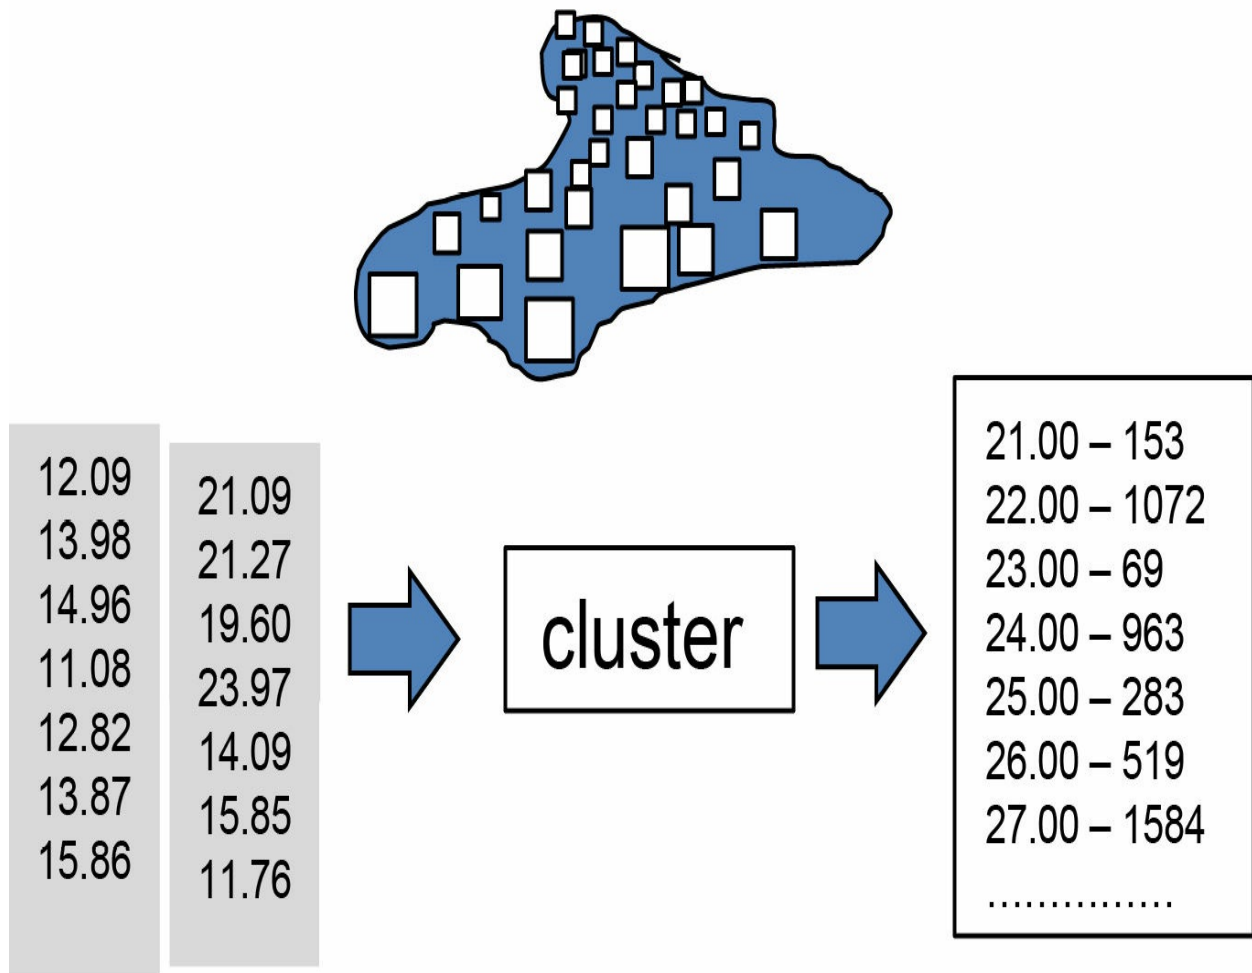 12.09
13.98
14.96
11.08
12.82
13.87
15.86
21.09
21.27
19.60
23.97
14.09
15.85
11.76
cluster
21.00 – 153
22.00 – 1072
23.00 – 69
24.00 – 963
25.00 – 283
26.00 – 519
27.00 – 1584
...............